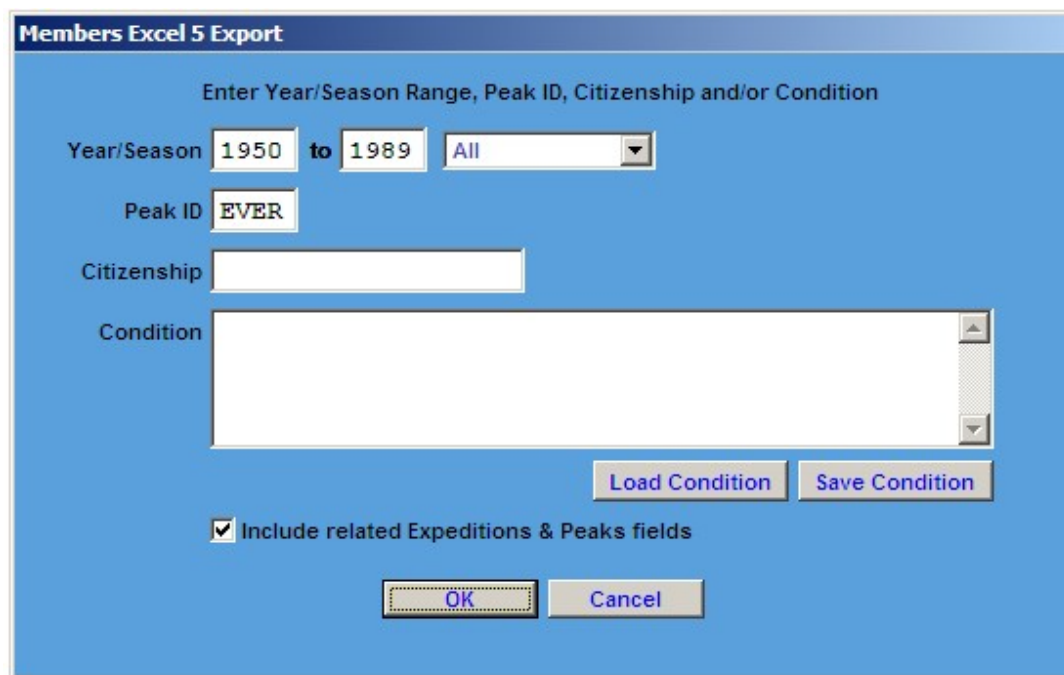 Members Excel 5 Export
Enter Year/Season Range, Peak ID, Citizenship and/or Condition
Year/Season 1950 to 1989 All
Peak ID EVER
Citizenship
Condition
Load Condition Save Condition
Include related Expeditions & Peaks fields
OK Cancel